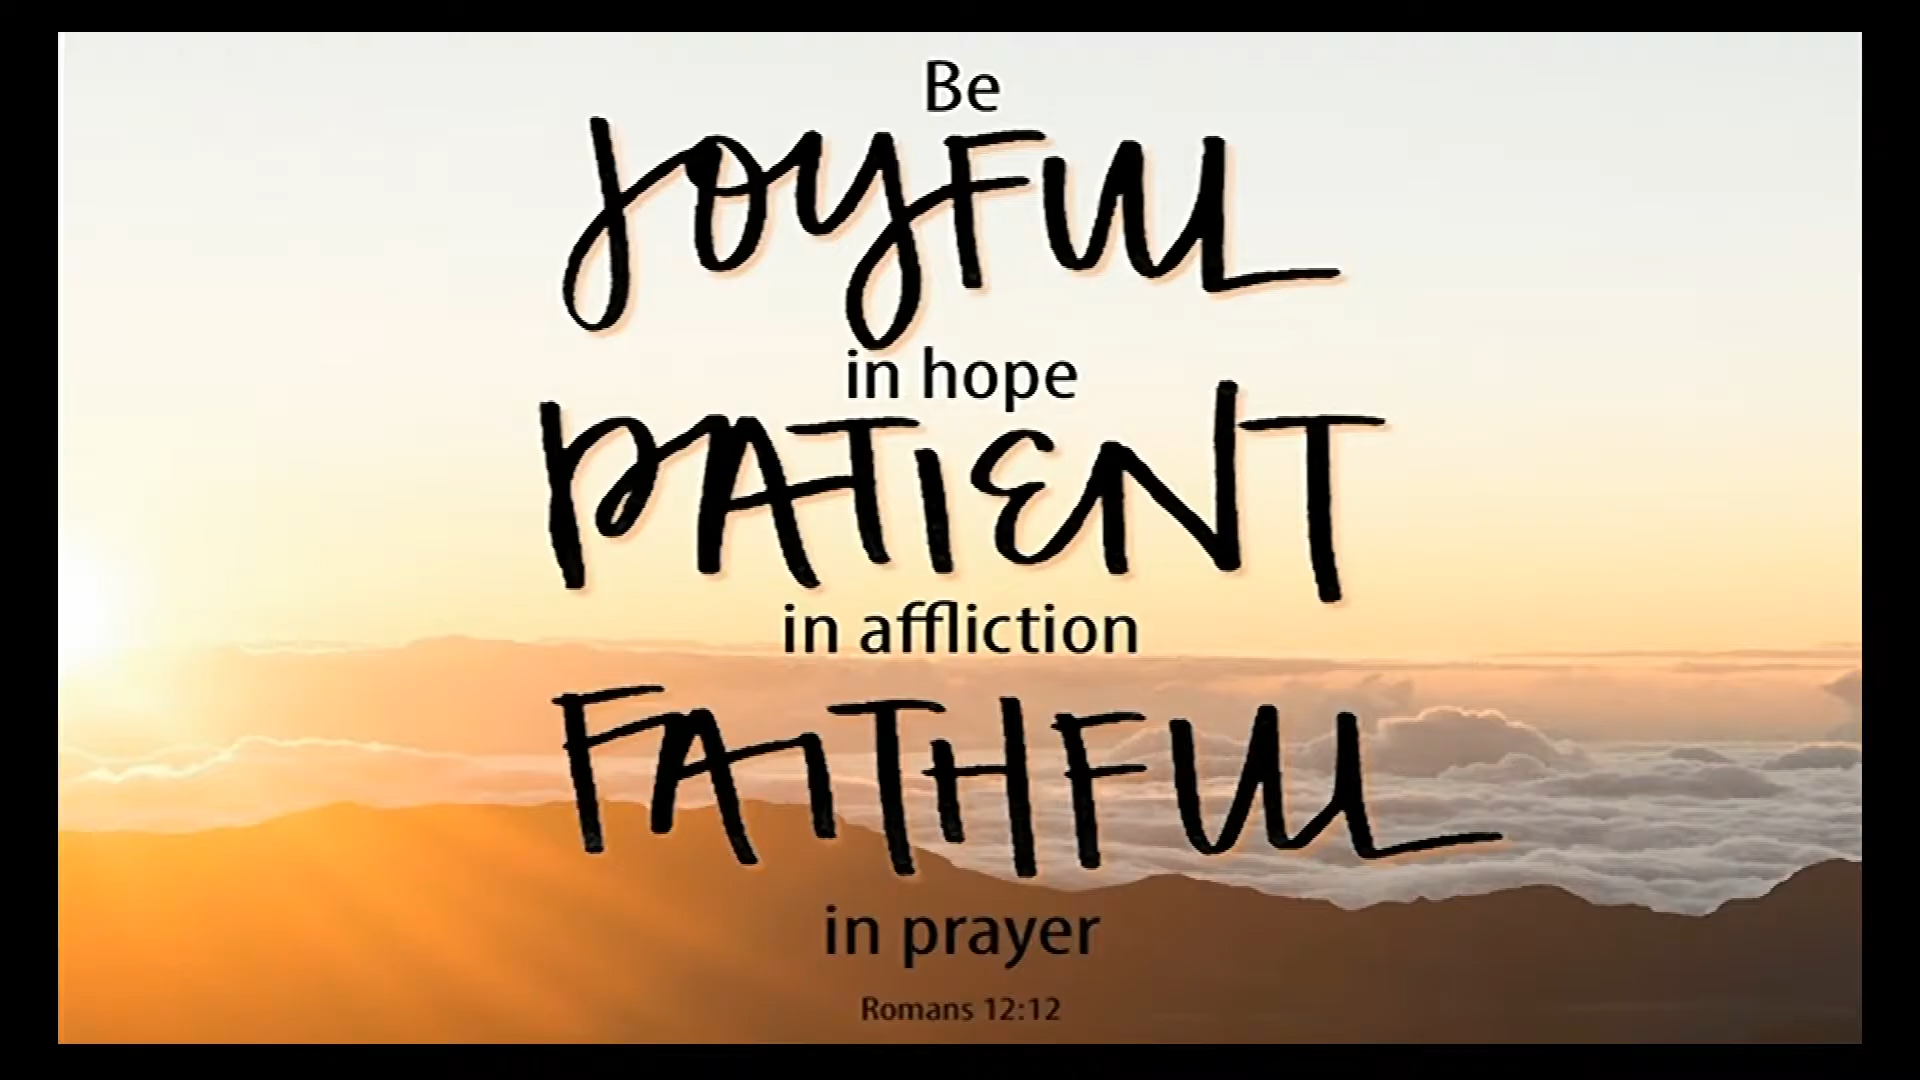 Be
JOYFUL
in hope
PATIENT
in affliction
FAITHFUL
in prayer
Romans 12:12